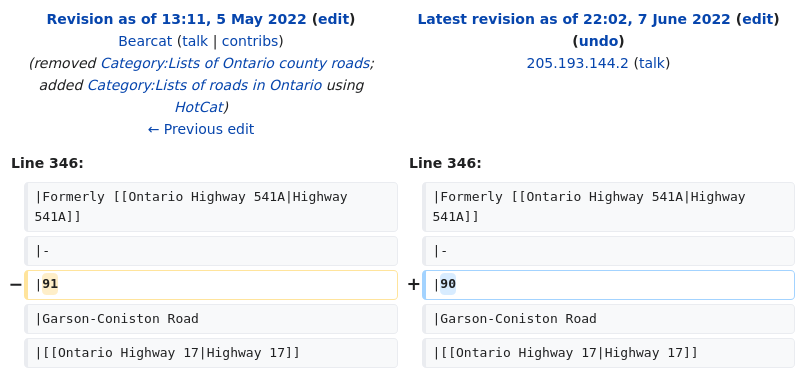 Revision as of 13:11, 5 May 2022 (edit)
Bearcat (talk | contribs)
(removed Category:Lists of Ontario county roads;
added Category:Lists of roads in Ontario using
HotCat)
← Previous edit
Latest revision as of 22:02, 7 June 2022 (edit)
(undo)
205.193.144.2 (talk)
Line 346:
Line 346:
|Formerly [[Ontario Highway 541A|Highway
541A]]
|Formerly [[Ontario Highway 541A|Highway
541A]]
|-
|-
− |91
+ |90
|Garson-Coniston Road
|Garson-Coniston Road
|[[Ontario Highway 17|Highway 17]]
|[[Ontario Highway 17|Highway 17]]